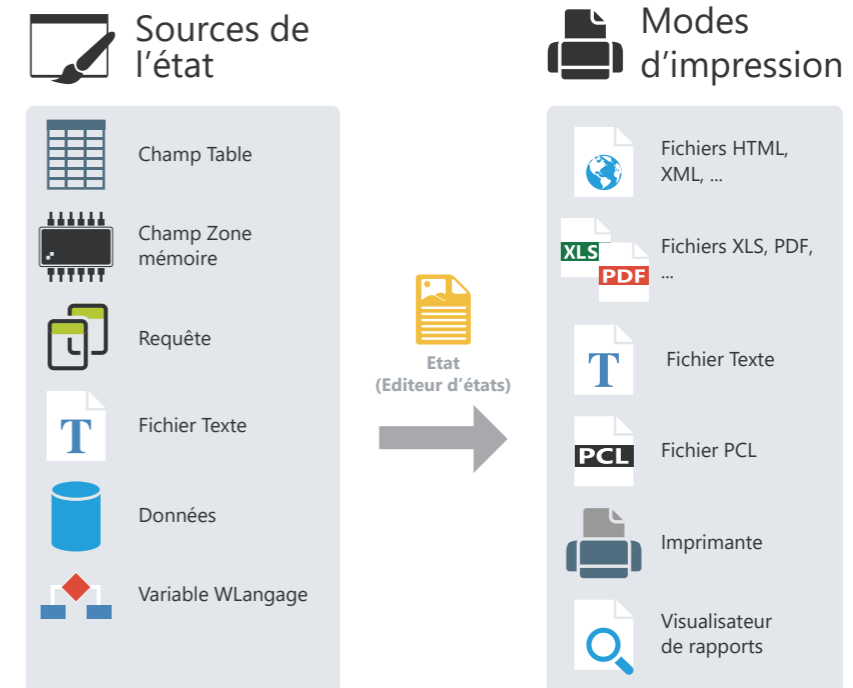 Sources de
l'état
Champ Table
Champ Zone
mémoire
Requête
T
Fichier Texte
Données
Variable WLangage
Etat
(Editeur d'états)
Modes
d'impression
Fichiers HTML,
XML, ...
XLS
PDF
Fichiers XLS, PDF,
...
T
Fichier Texte
PCL
Fichier PCL
Imprimante
Visualisateur
de rapports